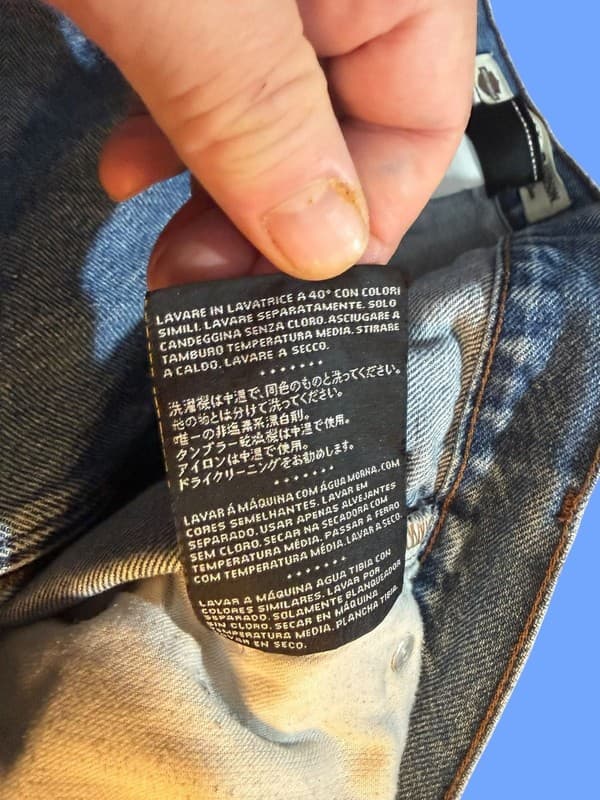 LAVARE IN LAVATRICE A 40° CON COLORI
SIMILI. LAVARE SEPARATAMENTE. SOLO
CANDEGGINA SENZA CLORO. ASCIUGARE A
TAMBURO TEMPERATURA MEDIA. STIRARE
A CALDO. LAVARE A SECCO.
洗濯機は中温で、同色のものと洗ってください。
他の物とは分けて洗ってください。
唯一の非塩素系漂白剤。
タンブラー乾燥機は中温で使用。
アイロンは中温で使用。
ドライクリーニングをお勧めします。
LAVAR Á MÁQUINA COM ÁGUA MORNA, COM
CORES SEMELHANTES. LAVAR EM
SEPARADO. USAR APENAS ALVEJANTES
SEM CLORO. SECAR NA SECADORA COM
TEMPERATURA MÉDIA. PASSAR Á FERRO
COM TEMPERATURA MÉDIA. LAVAR A SECO.
LAVAR A MÁQUINA AGUA TIBIA CON
COLORES SIMILARES. LAVAR POR
SEPARADO. SOLAMENTE BLANQUEADOR
SIN CLORO. SECAR EN MÁQUINA
TEMPERATURA MEDIA. PLANCHA TIBIA.
LAVAR EN SECO.